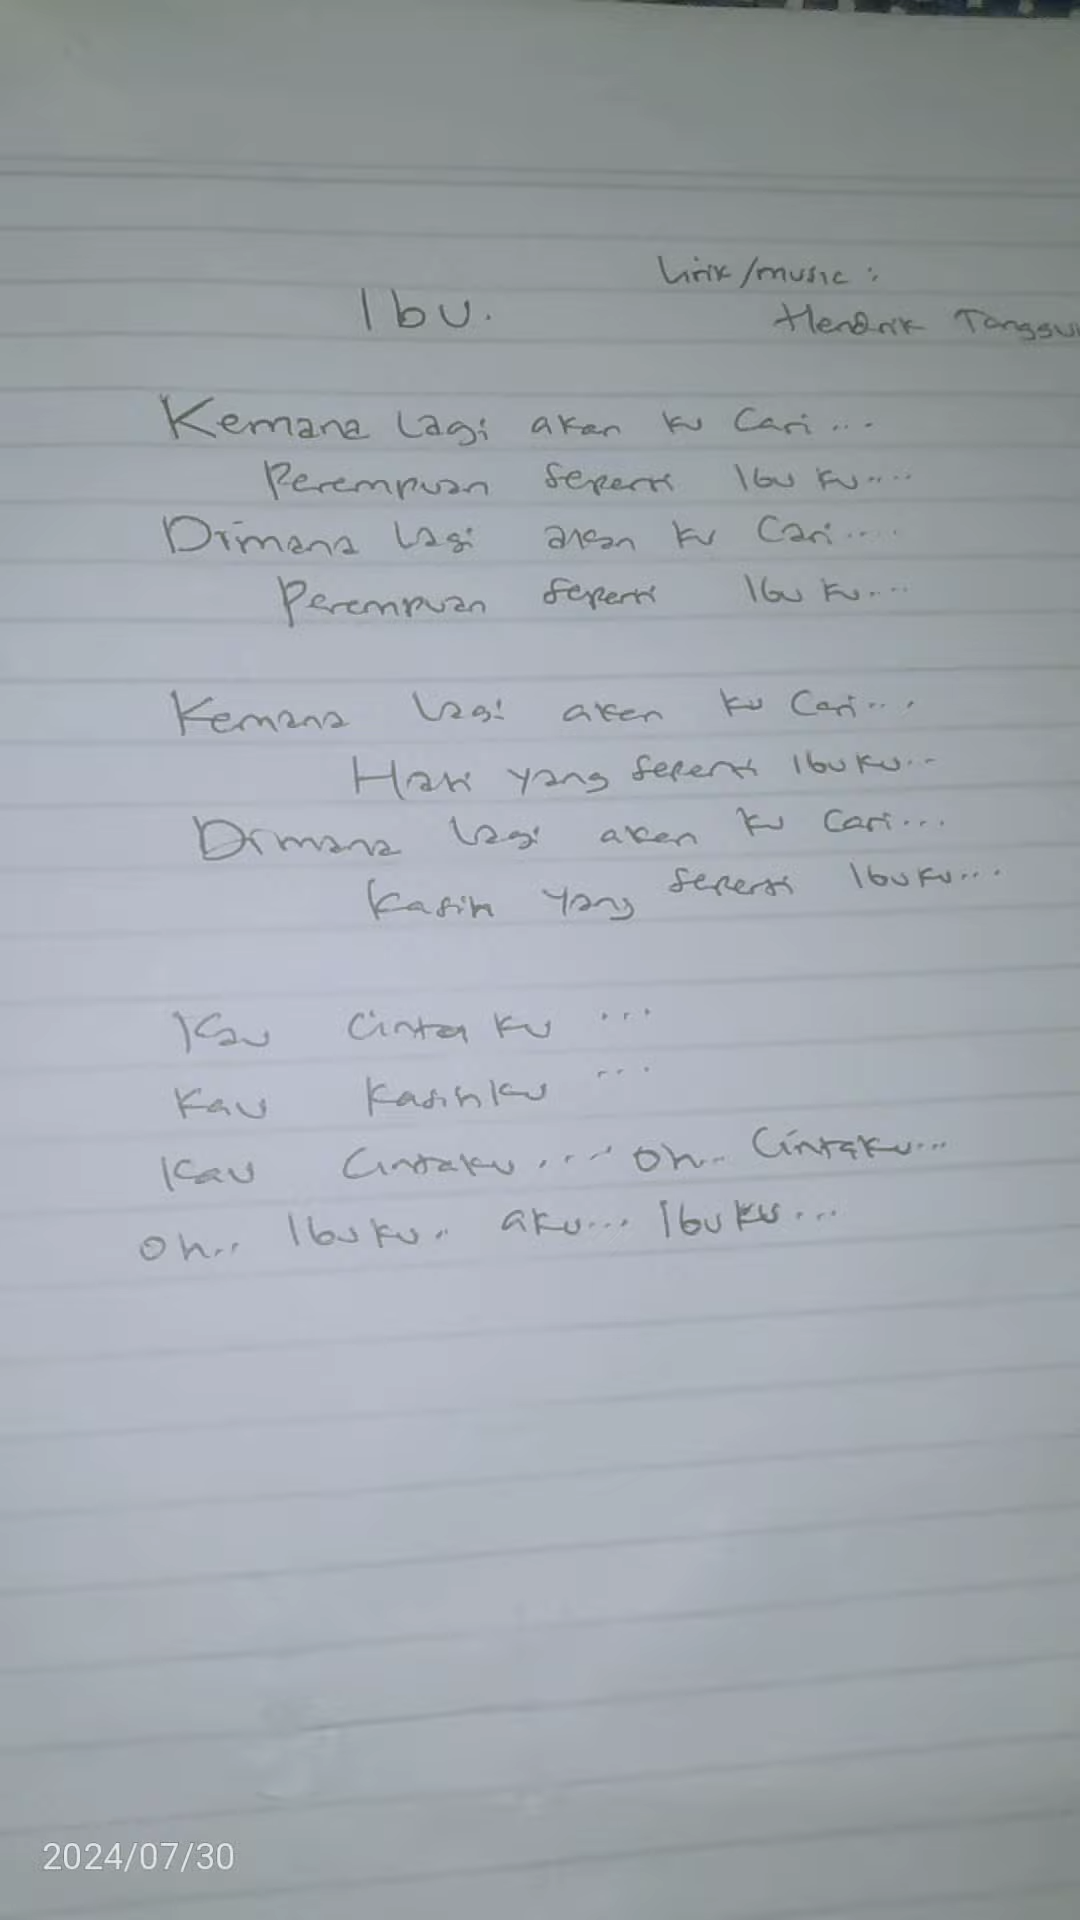 Lirik/music :
Ibu.
Hendrik
Kemana Lagi akan ku Cari...
Perempuan Seperti Ibu ku....
Dimana Lagi akan ku Cari.....
Perempuan Seperti Ibu ku....
Kemana Lagi akan ku Cari....
Hati yang Seperti Ibuku...
Dimana Lagi akan ku Cari...
Kasih yang Seperti Ibuku...
Kau Cinta ku ...
Kau Kasihku ...
Kau Cintaku.... oh.. Cintaku...
Oh.. Ibuku.. aku... Ibuku...
2024/07/30